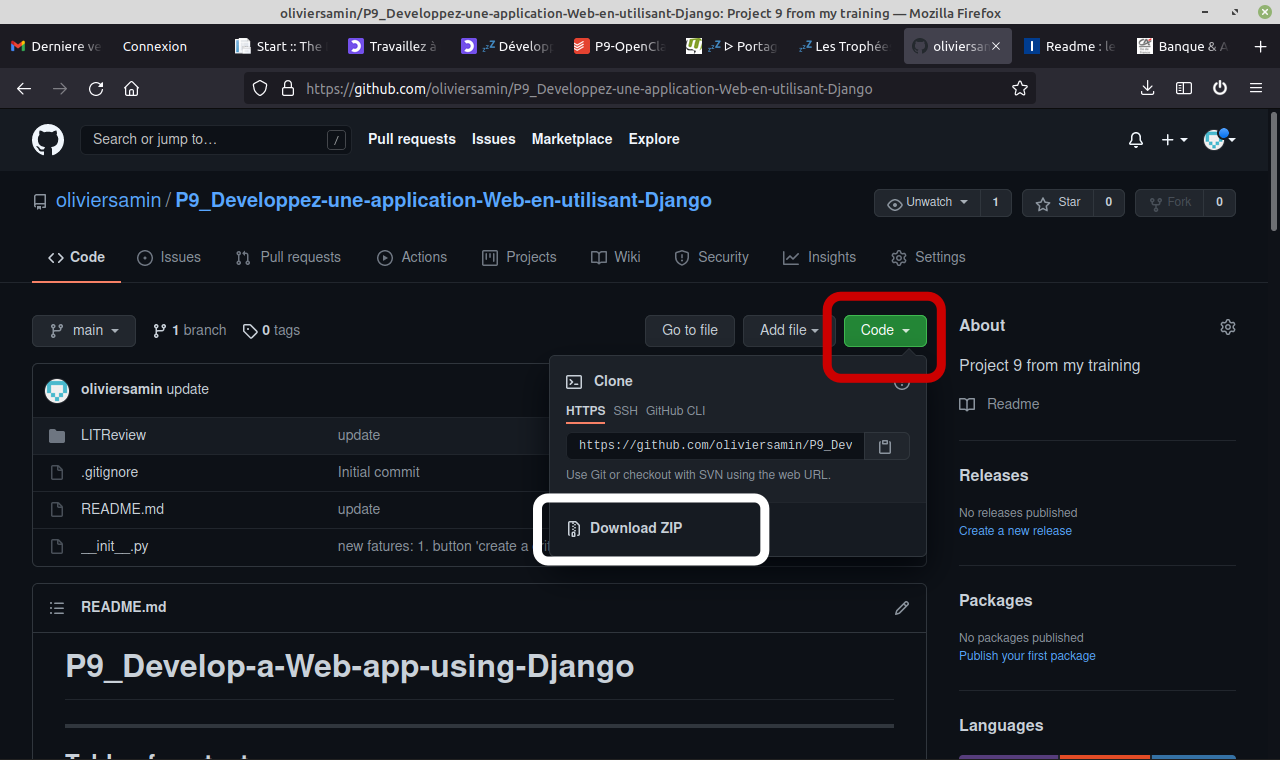 oliviersamin/P9_Developpez-une-application-Web-en-utilisant-Django: Project 9 from my training — Mozilla Firefox
Derniere ve
Connexion
Start :: The
Travaillez à
Dévelop
P9-OpenCla
Portag
Les Trophée
oliviersam
Readme : le
Banque & A
https://github.com/oliviersamin/P9_Developpez-une-application-Web-en-utilisant-Django
Search or jump to… /
Pull requests Issues Marketplace Explore
oliviersamin / P9_Developpez-une-application-Web-en-utilisant-Django
Unwatch 1 Star 0 Fork 0
Code Issues Pull requests Actions Projects Wiki Security Insights Settings
main 1 branch 0 tags
Go to file Add file Code
oliviersamin update
LITReview update
.gitignore Initial commit
README.md update
__init__.py new fatures: 1. button 'create a
Clone
HTTPS SSH GitHub CLI
https://github.com/oliviersamin/P9_Dev
Use Git or checkout with SVN using the web URL.
Download ZIP
README.md
P9_Develop-a-Web-app-using-Django
About
Project 9 from my training
Readme
Releases
No releases published
Create a new release
Packages
No packages published
Publish your first package
Languages